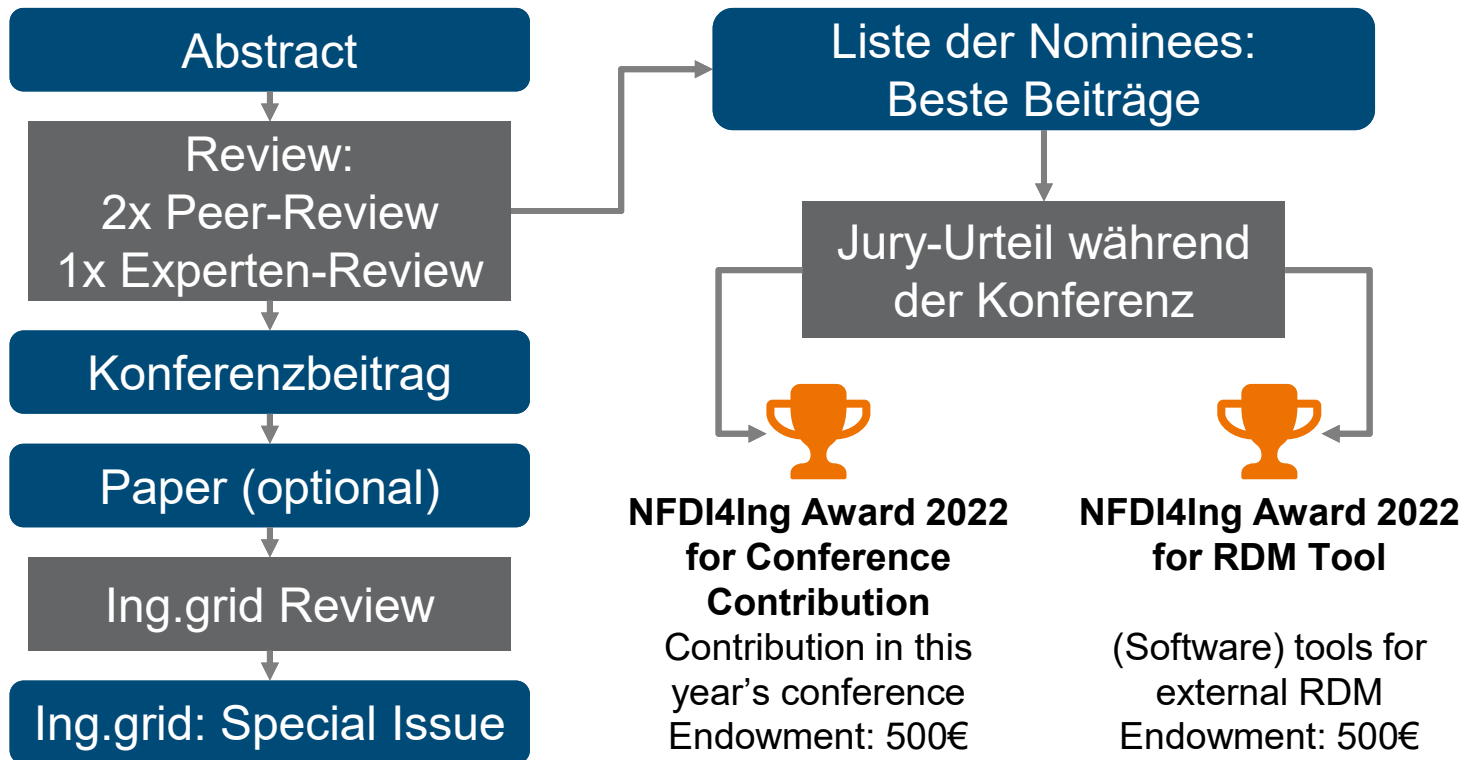 Abstract
Review:
2x Peer-Review
1x Experten-Review
Konferenzbeitrag
Paper (optional)
Ing.grid Review
Ing.grid: Special Issue
Liste der Nominees:
Beste Beiträge
Jury-Urteil während
der Konferenz
NFDI4Ing Award 2022
for Conference
Contribution
Contribution in this
year’s conference
Endowment: 500€
NFDI4Ing Award 2022
for RDM Tool
(Software) tools for
external RDM
Endowment: 500€